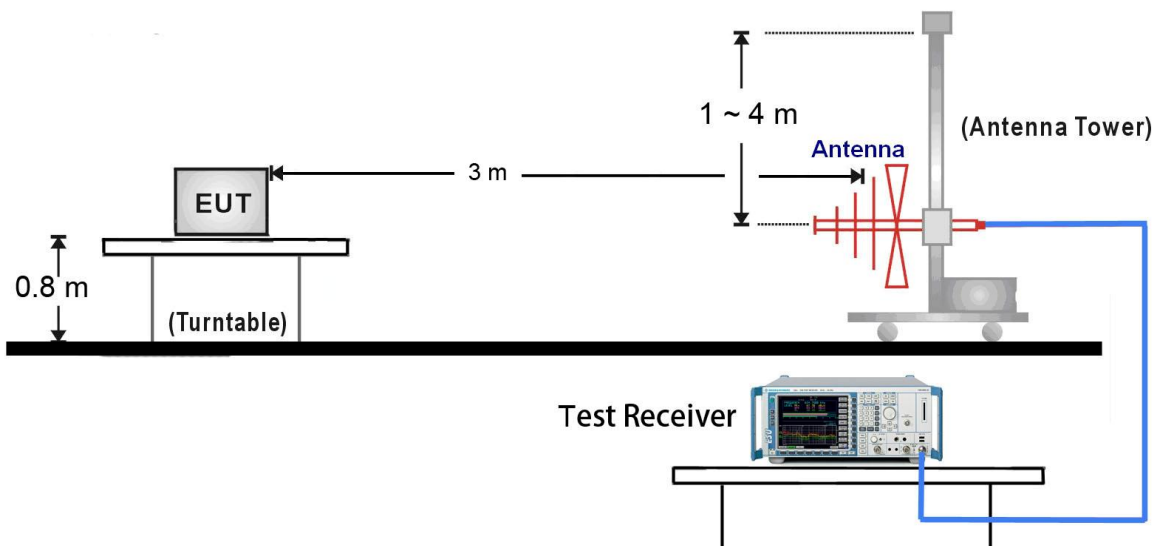 1 ~ 4 m
(Antenna Tower)
Antenna
3 m
EUT
0.8 m
(Turntable)
Test Receiver